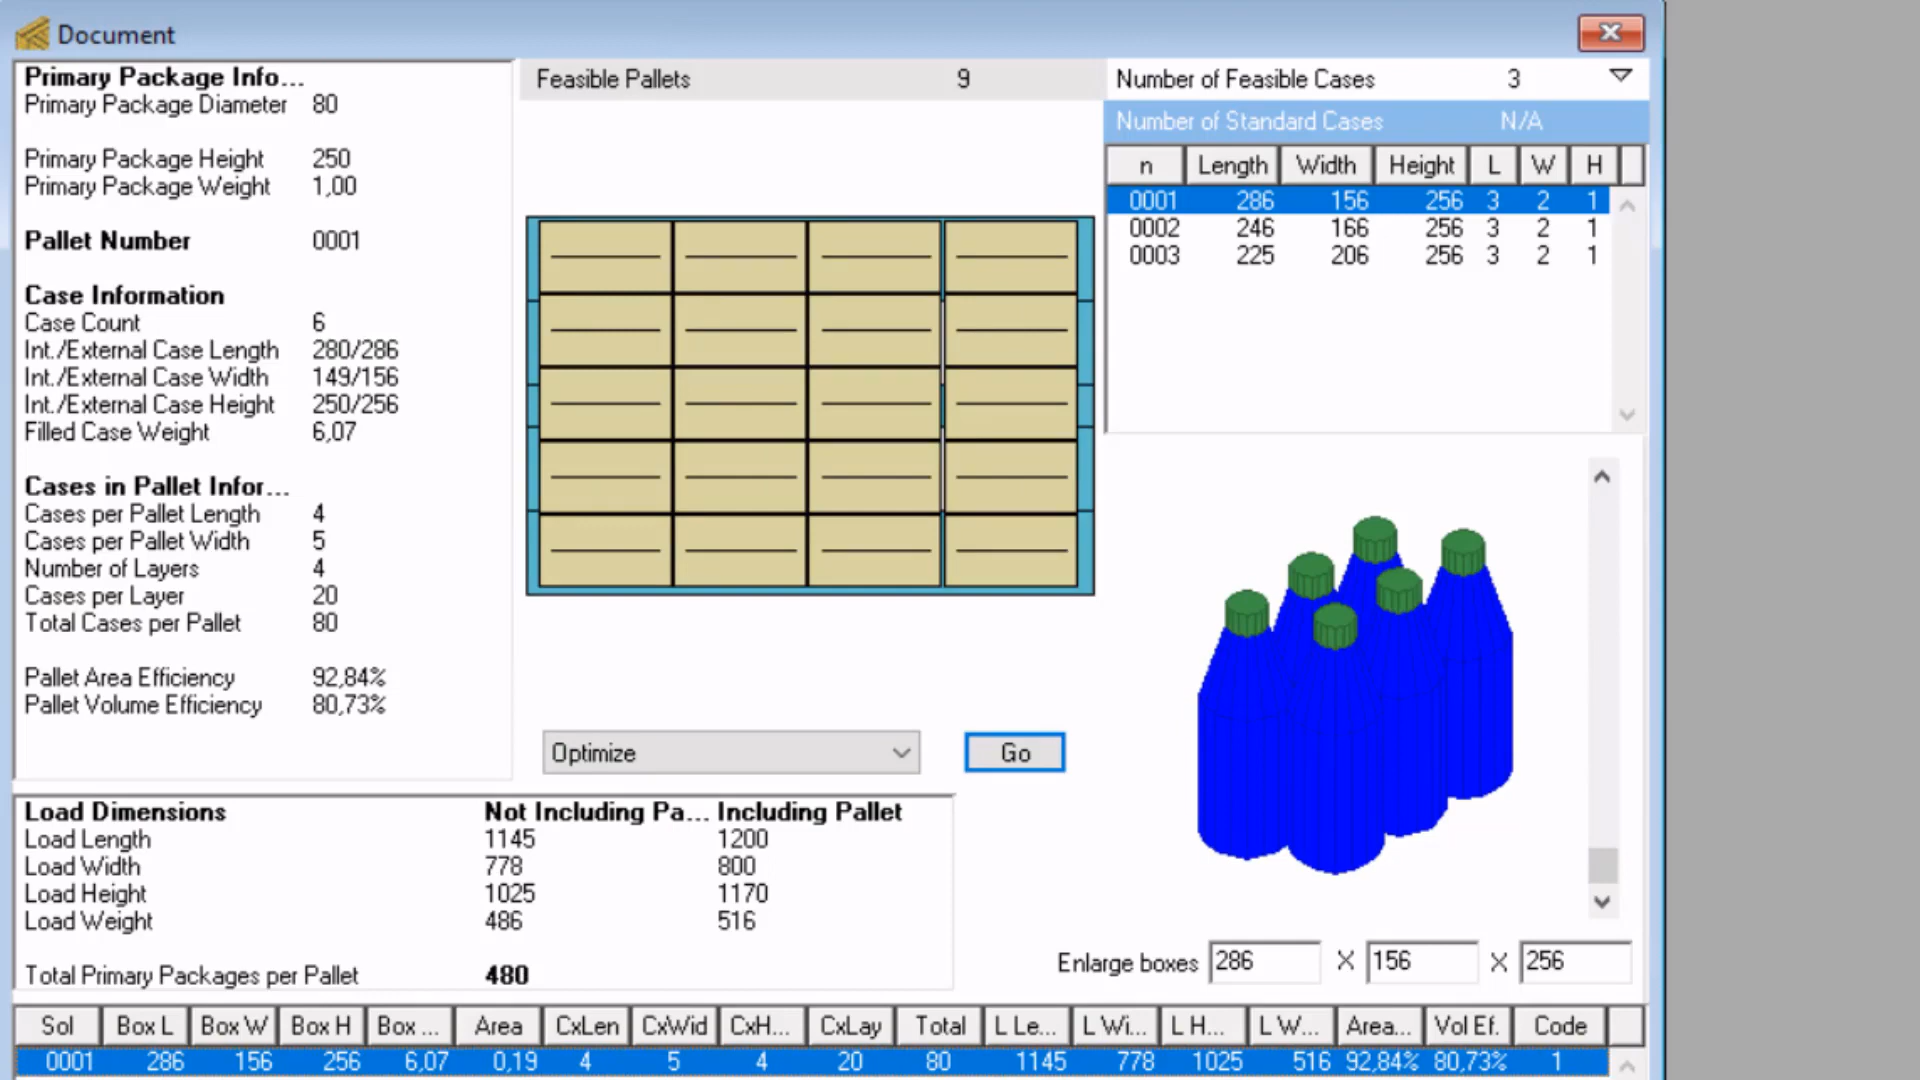 Document
Primary Package Info...
Primary Package Diameter 80
Primary Package Height 250
Primary Package Weight 1,00
Pallet Number 0001
Case Information
Case Count 6
Int./External Case Length 280/286
Int./External Case Width 149/156
Int./External Case Height 250/256
Filled Case Weight 6,07
Cases in Pallet Infor...
Cases per Pallet Length 4
Cases per Pallet Width 5
Number of Layers 4
Cases per Layer 20
Total Cases per Pallet 80
Pallet Area Efficiency 92,84%
Pallet Volume Efficiency 80,73%
Feasible Pallets 9
Optimize Go
Number of Feasible Cases 3
Number of Standard Cases N/A
n Length Width Height L W H
0001 286 156 256 3 2 1
0002 246 166 256 3 2 1
0003 225 206 256 3 2 1
Enlarge boxes 286 X 156 X 256
Load Dimensions Not Including Pa... Including Pallet
Load Length 1145 1200
Load Width 778 800
Load Height 1025 1170
Load Weight 486 516
Total Primary Packages per Pallet 480
Sol Box L Box W Box H Box ... Area CxLen CxWid CxH... CxLay Total L Le... L Wi... L H... L W... Area... Vol Ef. Code
0001 286 156 256 6,07 0,19 4 5 4 20 80 1145 778 1025 516 92,84% 80,73% 1